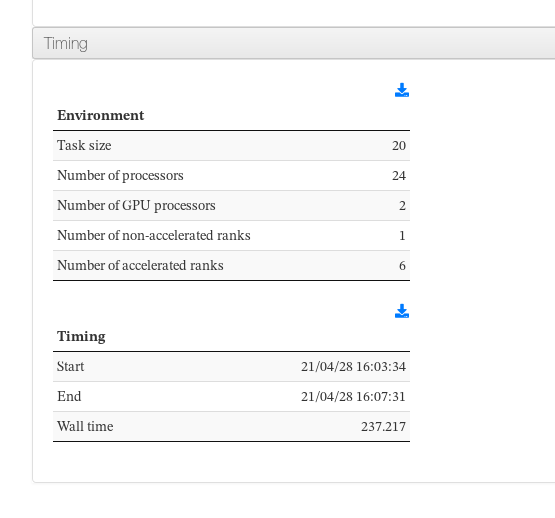 Timing
Environment
Task size 20
Number of processors 24
Number of GPU processors 2
Number of non-accelerated ranks 1
Number of accelerated ranks 6
Timing
Start 21/04/28 16:03:34
End 21/04/28 16:07:31
Wall time 237.217